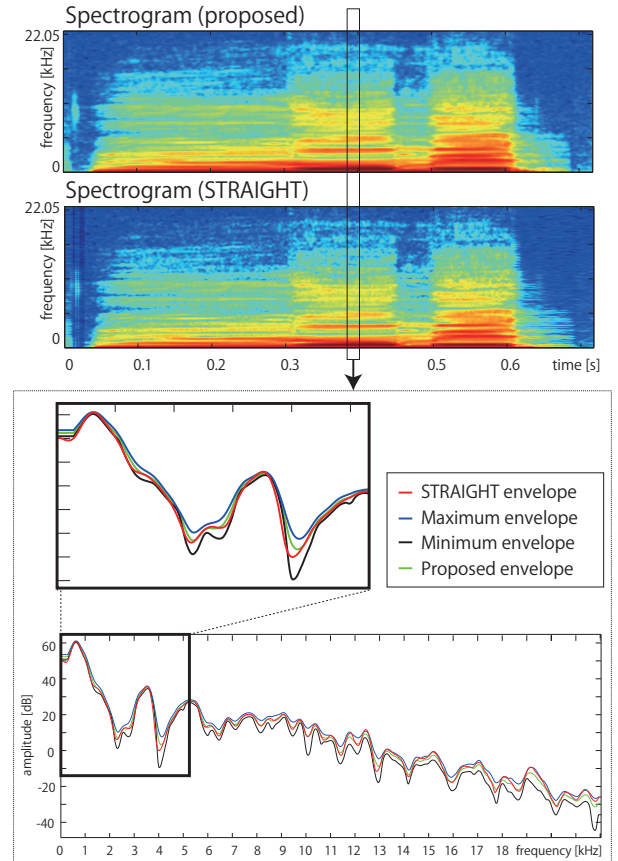 Spectrogram (proposed)
22.05
frequency [kHz]
0
Spectrogram (STRAIGHT)
22.05
frequency [kHz]
0
0 0.1 0.2 0.3 0.4 0.5 0.6 time [s]
STRAIGHT envelope
Maximum envelope
Minimum envelope
Proposed envelope
60
40
20
0
-20
-40
amplitude [dB]
0 1 2 3 4 5 6 7 8 9 10 11 12 13 14 15 16 17 18 frequency [kHz]